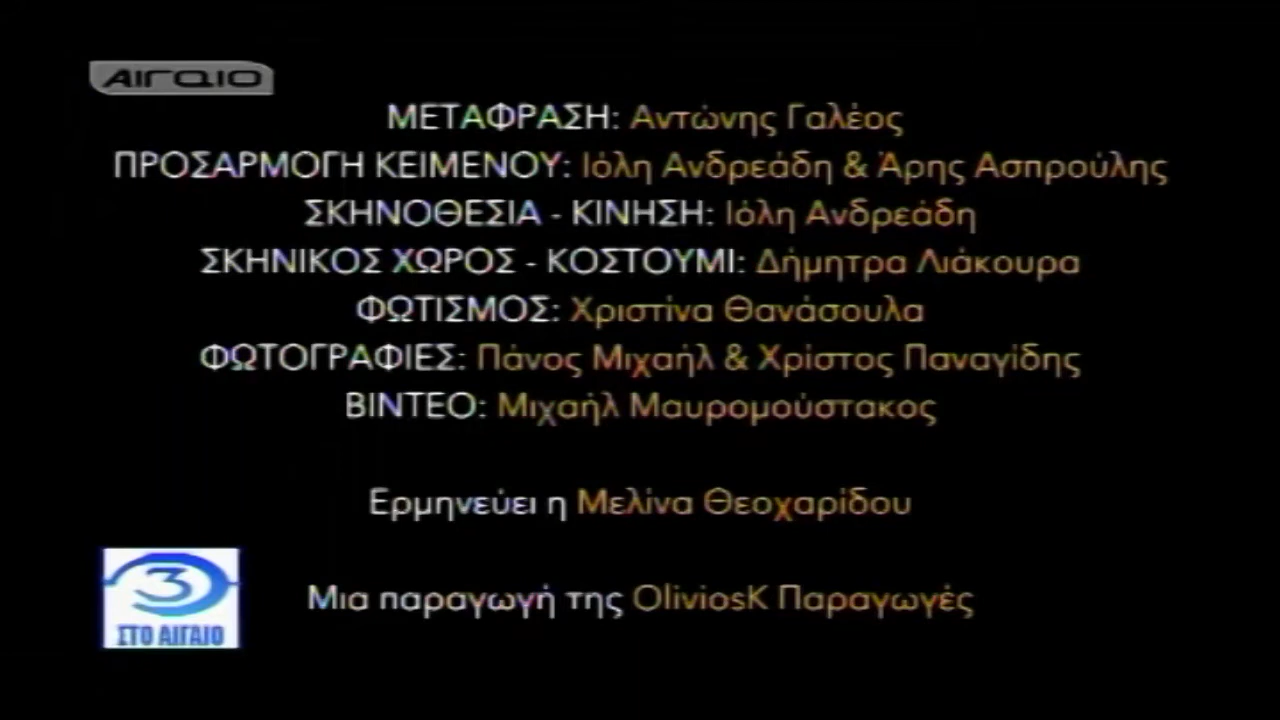 ΑΙΓΑΙΟ
ΜΕΤΑΦΡΑΣΗ: Αντώνης Γαλέος
ΠΡΟΣΑΡΜΟΓΗ ΚΕΙΜΕΝΟΥ: Ιόλη Ανδρεάδη & Άρης Ασπρούλης
ΣΚΗΝΟΘΕΣΙΑ - ΚΙΝΗΣΗ: Ιόλη Ανδρεάδη
ΣΚΗΝΙΚΟΣ ΧΩΡΟΣ - ΚΟΣΤΟΥΜΙ: Δήμητρα Λιάκουρα
ΦΩΤΙΣΜΟΣ: Χριστίνα Θανάσουλα
ΦΩΤΟΓΡΑΦΙΕΣ: Πάνος Μιχαήλ & Χρίστος Παναγίδης
ΒΙΝΤΕΟ: Μιχαήλ Μαυρομούστακος
Ερμηνεύει η Μελίνα Θεοχαρίδου
3
ΣΤΟ ΑΙΓΑΙΟ
Μια παραγωγή της OliviosK Παραγωγές